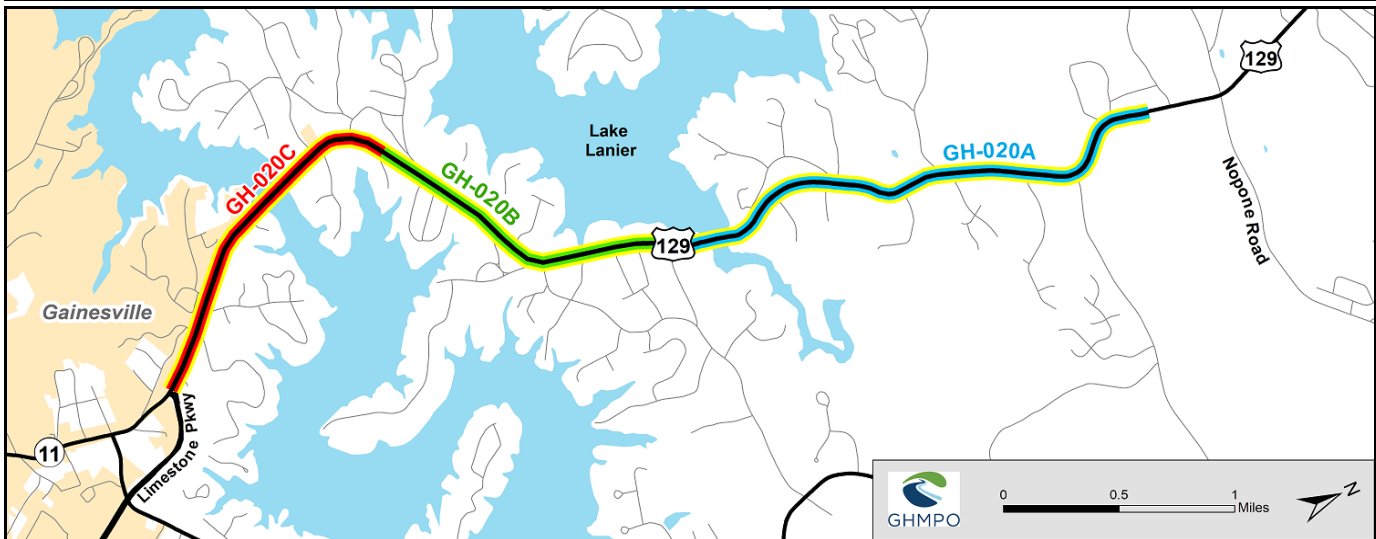 129
Lake
Lanier
GH-020C
GH-020B
GH-020A
Nopone Road
129
Gainesville
11
Limestone Pkwy
GHMPO
0 0.5 1
Miles
N